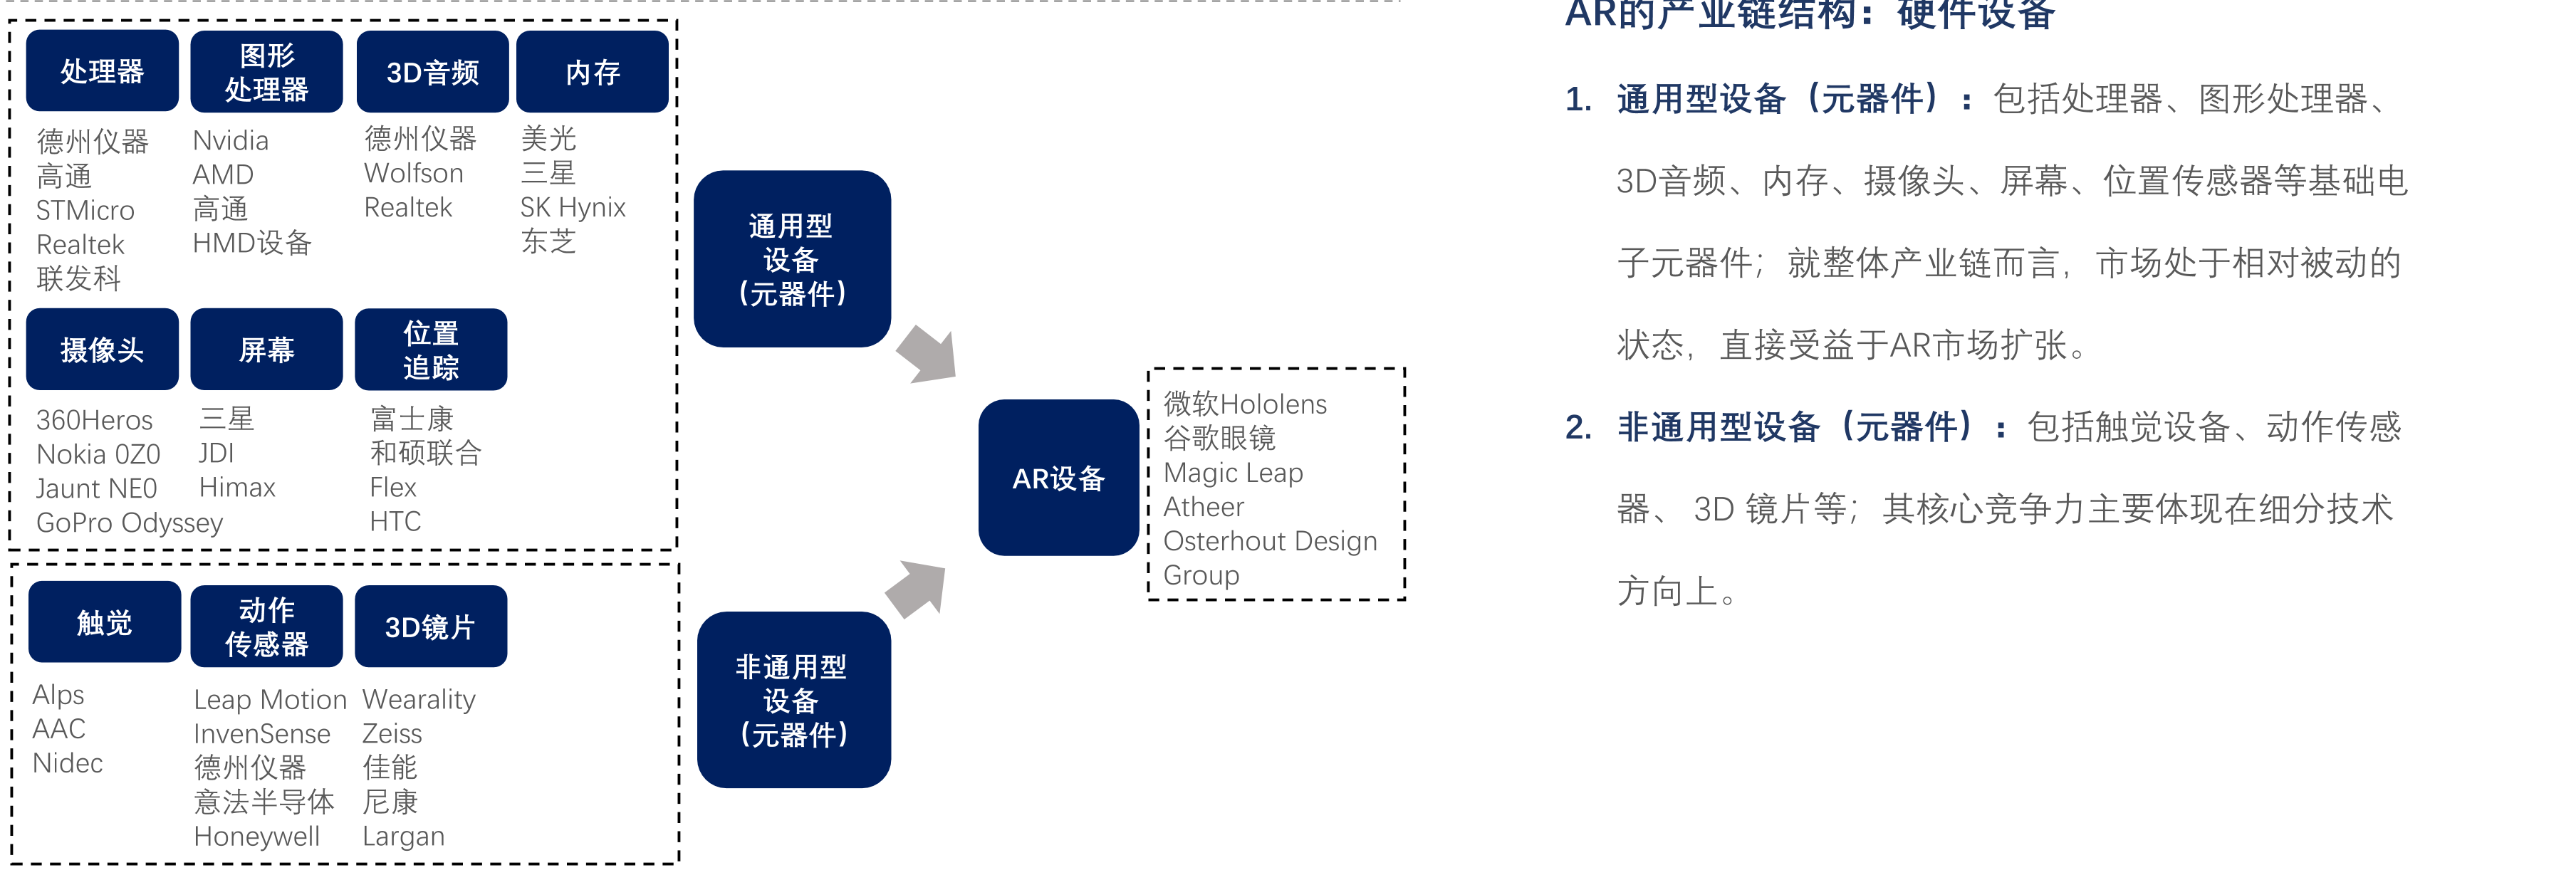 处理器
图形
处理器
3D音频
内存
德州仪器
高通
STMicro
Realtek
联发科
Nvidia
AMD
高通
HMD设备
德州仪器
Wolfson
Realtek
美光
三星
SK Hynix
东芝
摄像头
屏幕
位置
追踪
360Heros
Nokia 0Z0
Jaunt NE0
GoPro Odyssey
三星
JDI
Himax
富士康
和硕联合
Flex
HTC
触觉
动作
传感器
3D镜片
Alps
AAC
Nidec
Leap Motion
InvenSense
德州仪器
意法半导体
Honeywell
Wearality
Zeiss
佳能
尼康
Largan
通用型
设备
（元器件）
非通用型
设备
（元器件）
AR设备
微软Hololens
谷歌眼镜
Magic Leap
Atheer
Osterhout Design
Group
AR的产业链结构：硬件设备
1. 通用型设备（元器件）：包括处理器、图形处理器、
3D音频、内存、摄像头、屏幕、位置传感器等基础电
子元器件；就整体产业链而言，市场处于相对被动的
状态，直接受益于AR市场扩张。
2. 非通用型设备（元器件）：包括触觉设备、动作传感
器、 3D 镜片等；其核心竞争力主要体现在细分技术
方向上。